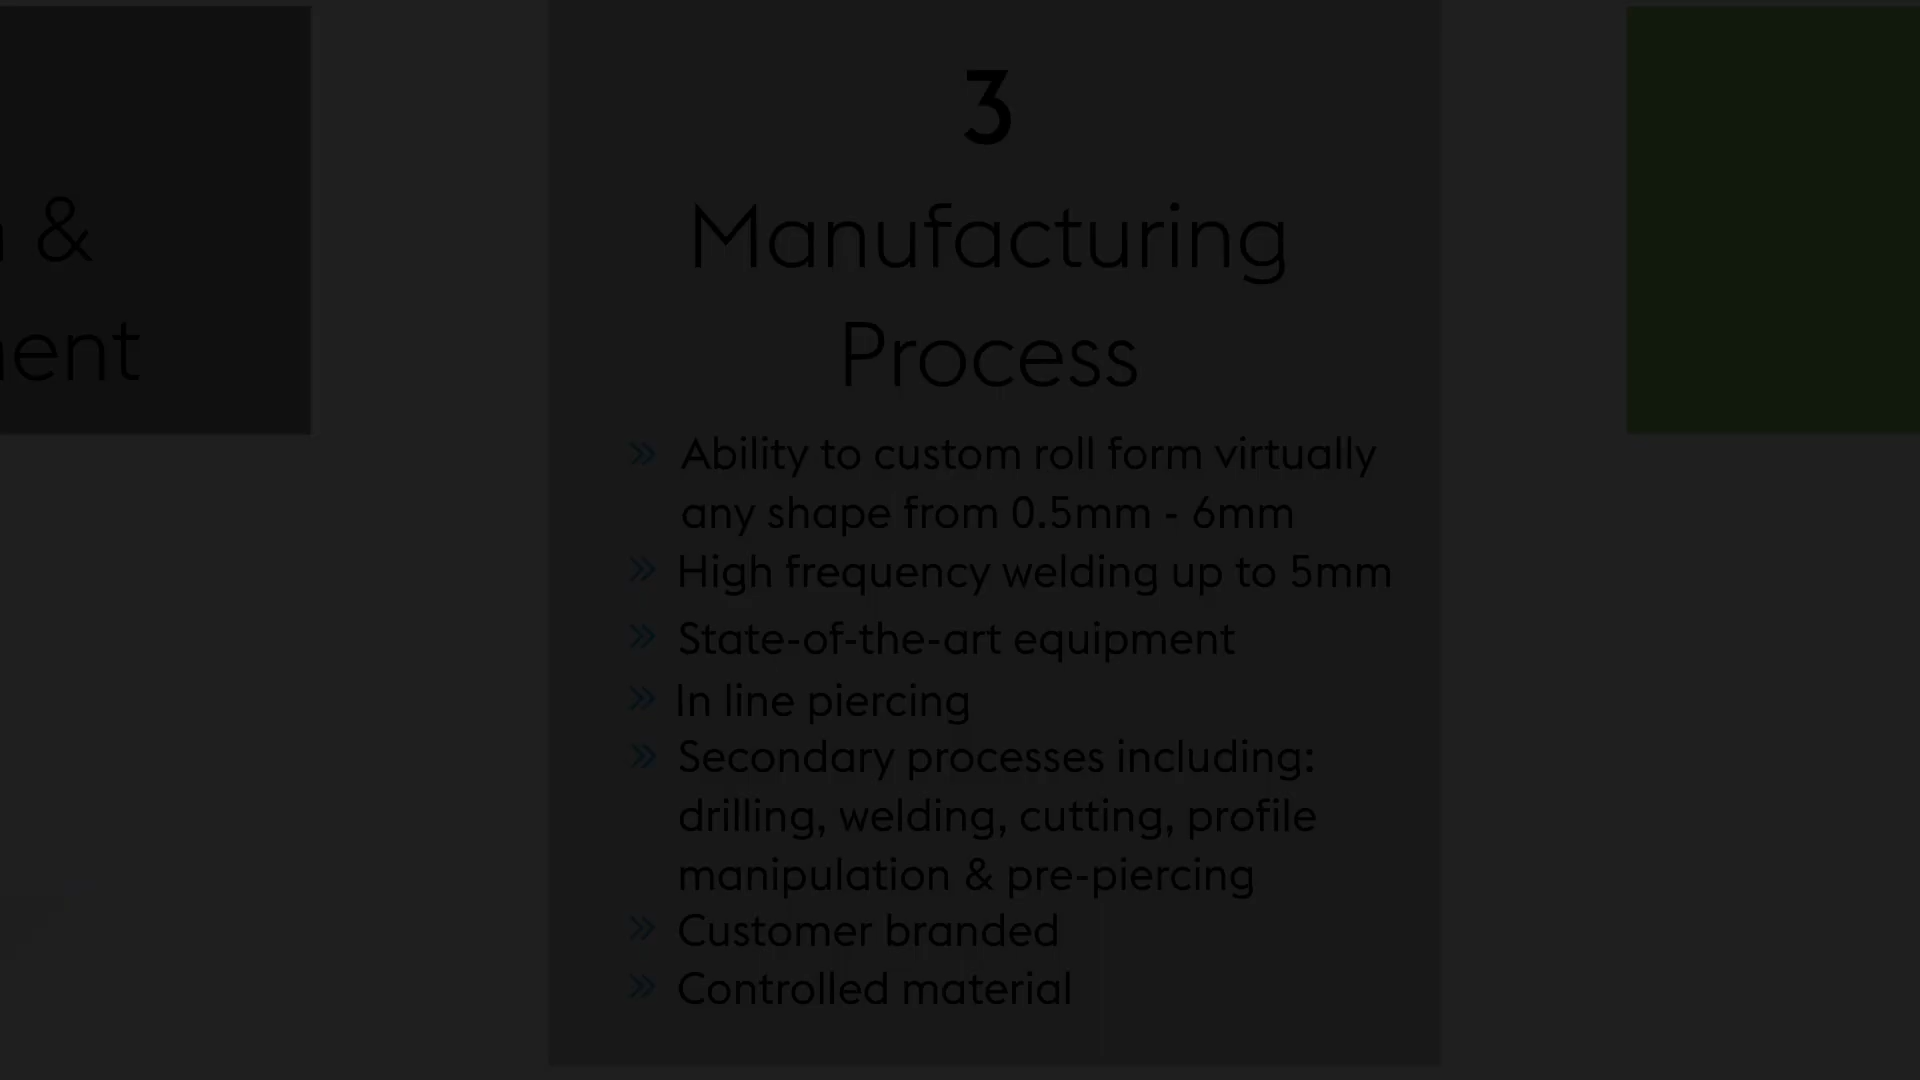 &
3
Manufacturing
Process
» Ability to custom roll form virtually
any shape from 0.5mm - 6mm
» High frequency welding up to 5mm
» State-of-the-art equipment
» In line piercing
» Secondary processes including:
drilling, welding, cutting, profile
manipulation & pre-piercing
» Customer branded
» Controlled material